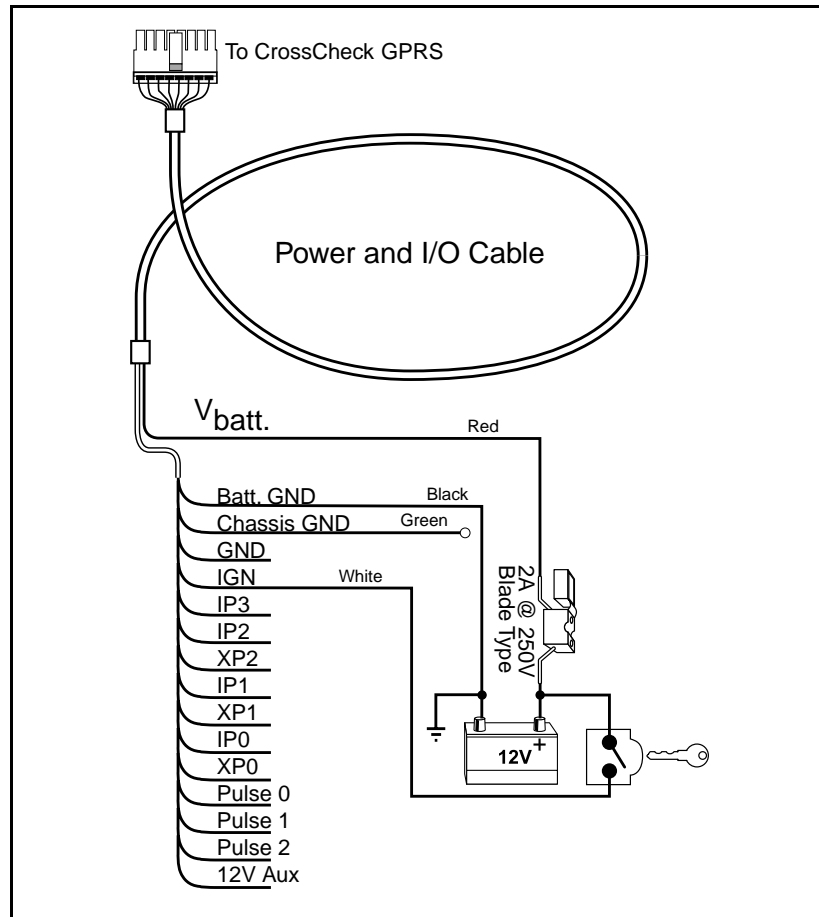 To CrossCheck GPRS
Power and I/O Cable
Vbatt.
Red
Batt. GND
Black
Chassis GND
Green
GND
IGN
White
IP3
IP2
XP2
IP1
XP1
IP0
XP0
Pulse 0
Pulse 1
Pulse 2
12V Aux
2A @ 250V
Blade Type
+
12V